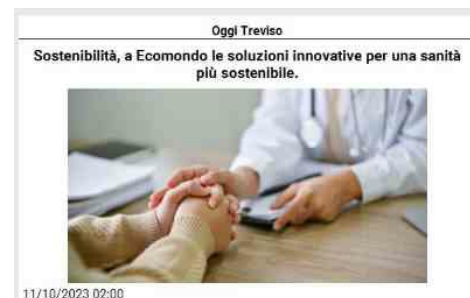 Oggi Treviso
Sostenibilità, a Ecomondo le soluzioni innovative per una sanità
più sostenibile.
11/10/2023 02:00